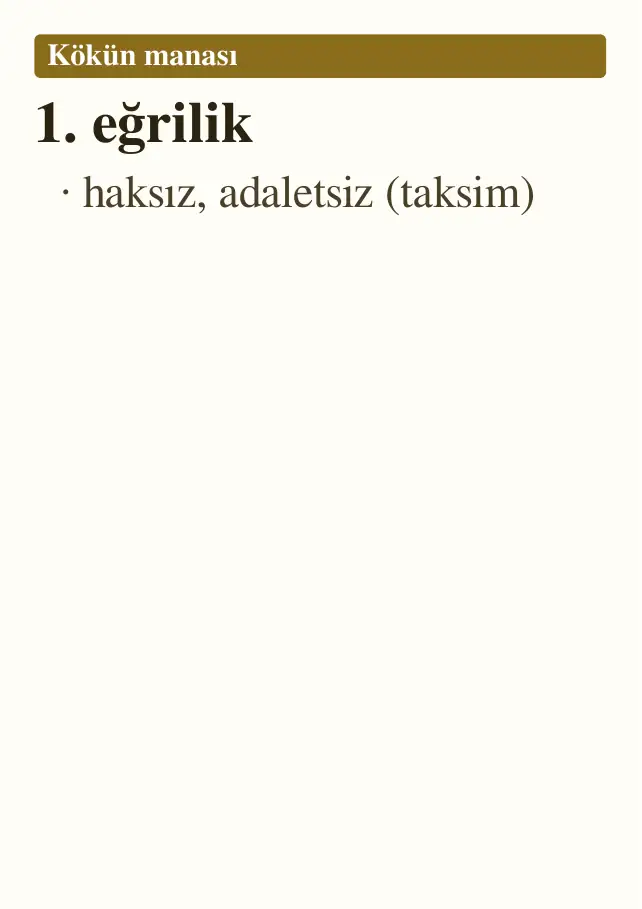 Kökün manası
1. eğrilik
· haksız, adaletsiz (taksim)